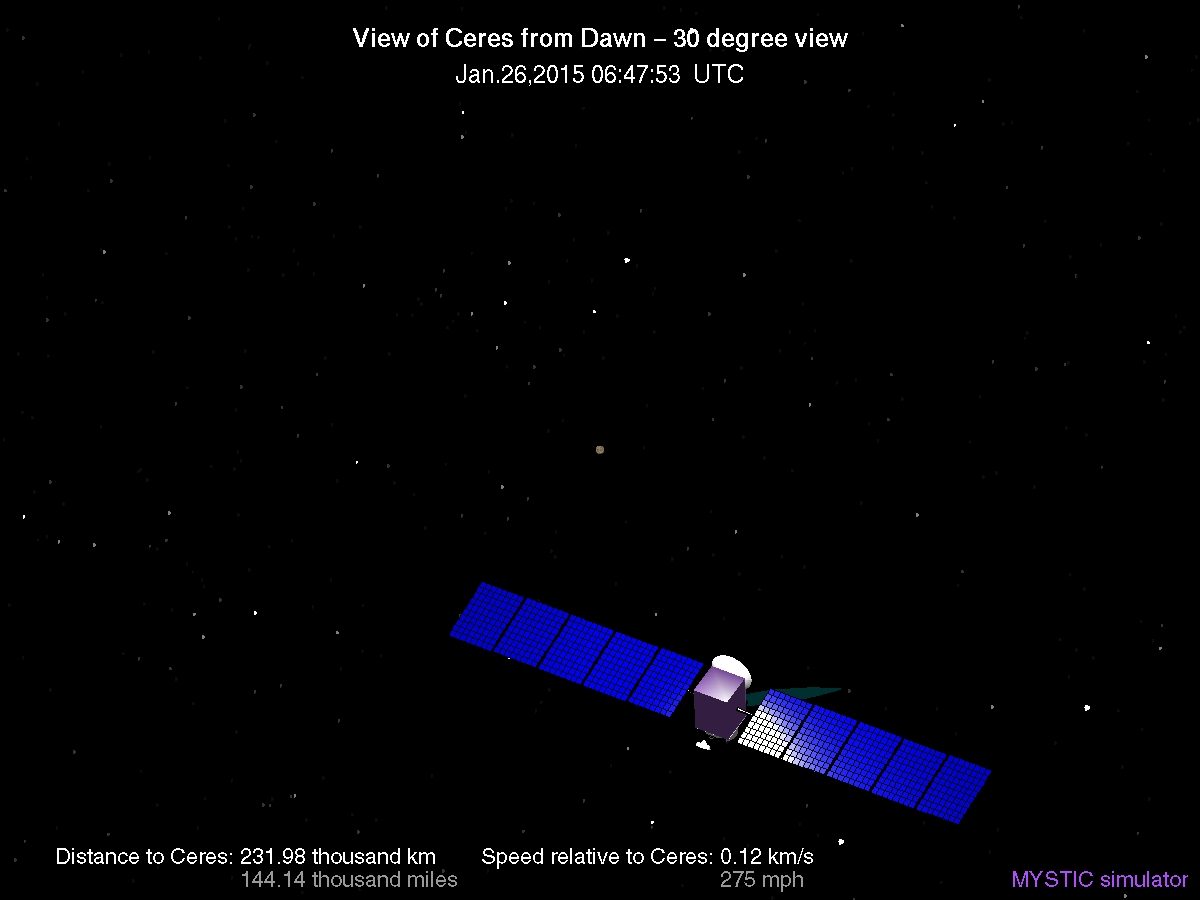 View of Ceres from Dawn – 30 degree view
Jan.26,2015 06:47:53 UTC
Distance to Ceres: 231.98 thousand km Speed relative to Ceres: 0.12 km/s
144.14 thousand miles 275 mph
MYSTIC simulator